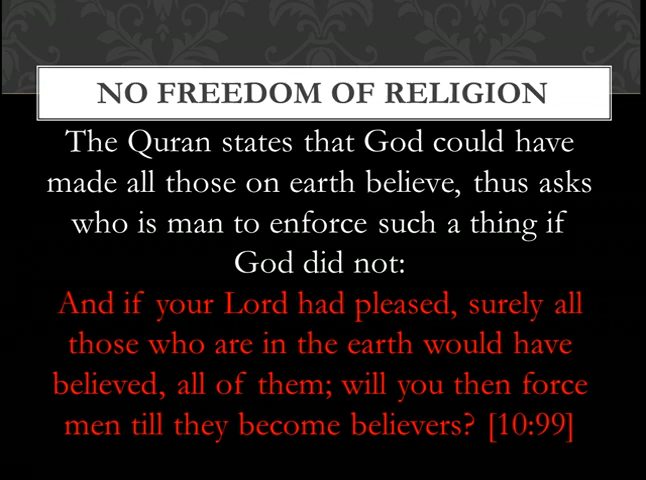 NO FREEDOM OF RELIGION
The Quran states that God could have
made all those on earth believe, thus asks
who is man to enforce such a thing if
God did not:
And if your Lord had pleased, surely all
those who are in the earth would have
believed, all of them; will you then force
men till they become believers? [10:99]